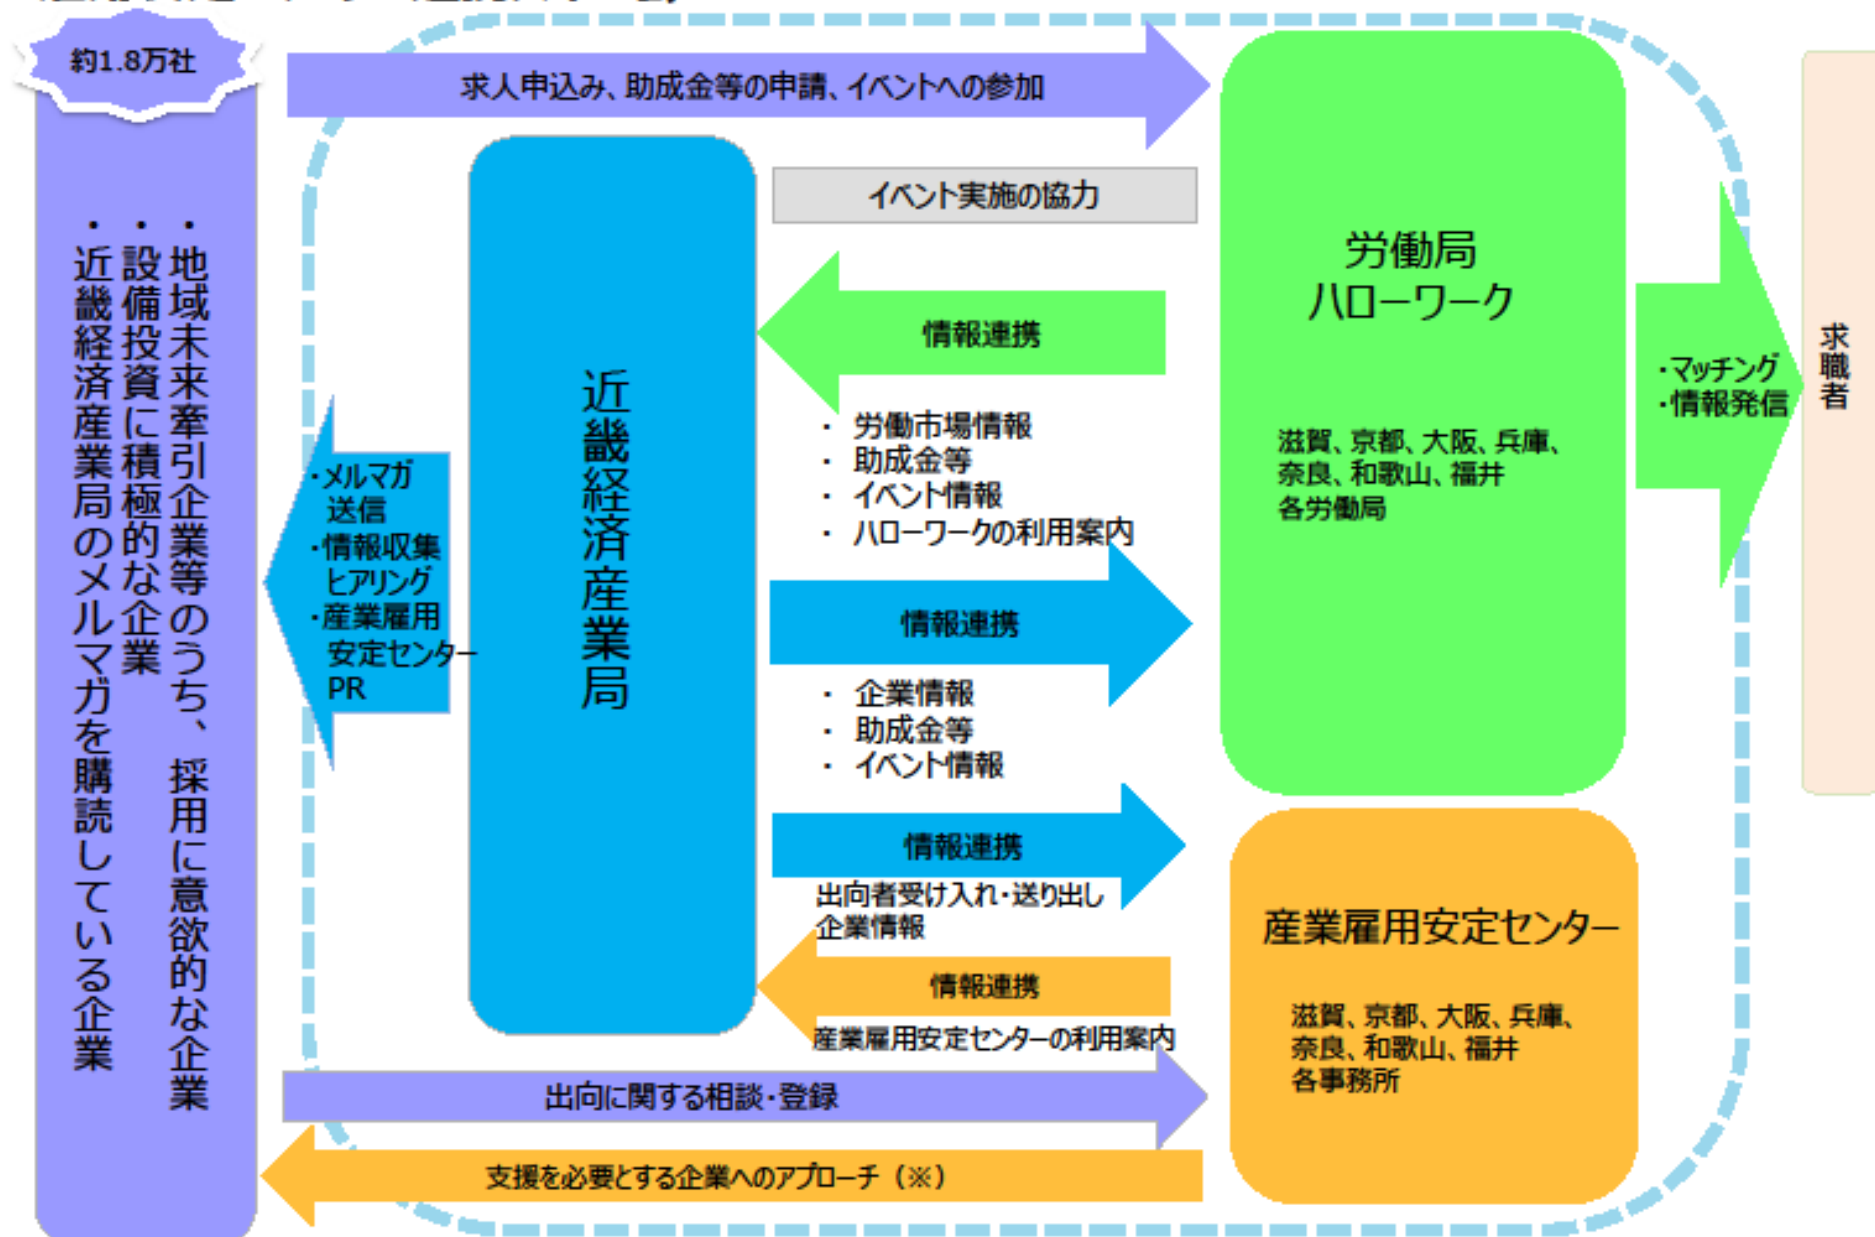 約1.8万社
・地域未来牽引企業等のうち、採用に意欲的な企業
・設備投資に積極的な企業
・近畿経済産業局のメルマガを購読している企業
求人申込み、助成金等の申請、イベントへの参加
・メルマガ
送信
・情報収集
ヒアリング
・産業雇用
安定センター
PR
近畿経済産業局
イベント実施の協力
情報連携
・ 労働市場情報
・ 助成金等
・ イベント情報
・ ハローワークの利用案内
情報連携
・ 企業情報
・ 助成金等
・ イベント情報
情報連携
出向者受け入れ・送り出し
企業情報
情報連携
産業雇用安定センターの利用案内
出向に関する相談・登録
支援を必要とする企業へのアプローチ（※）
労働局
ハローワーク
滋賀、京都、大阪、兵庫、
奈良、和歌山、福井
各労働局
産業雇用安定センター
滋賀、京都、大阪、兵庫、
奈良、和歌山、福井
各事務所
・マッチング
・情報発信
求職者